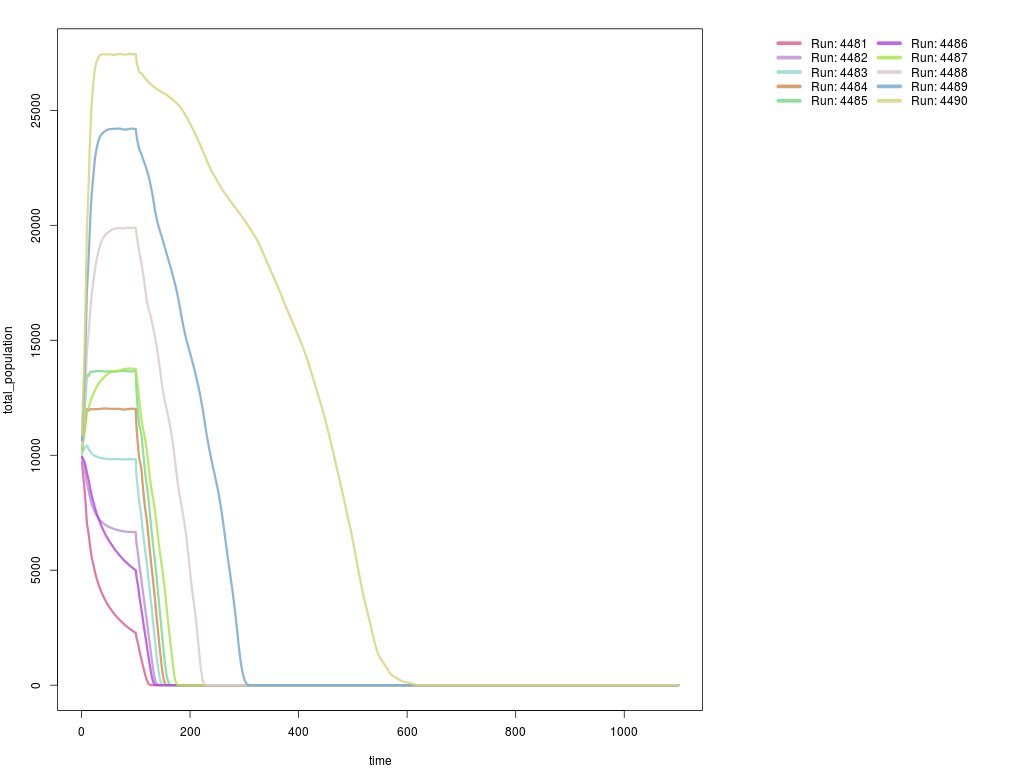 total_population
25000
20000
15000
10000
5000
0
0 200 400 600 800 1000
time
Run: 4481 Run: 4486
Run: 4482 Run: 4487
Run: 4483 Run: 4488
Run: 4484 Run: 4489
Run: 4485 Run: 4490